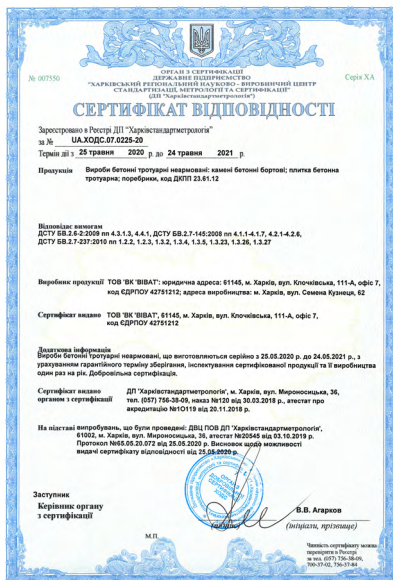 ОРГАН З СЕРТИФІКАЦІЇ
ДЕРЖАВНЕ ПІДПРИЄМСТВО
№ 007550
Серія ХА
"ХАРКІВСЬКИЙ РЕГІОНАЛЬНИЙ НАУКОВО - ВИРОБНИЧИЙ ЦЕНТР
СТАНДАРТИЗАЦІЇ, МЕТРОЛОГІЇ ТА СЕРТИФІКАЦІЇ"
(ДП "Харківстандартметрологія")
СЕРТИФІКАТ ВІДПОВІДНОСТІ
Зареєстровано в Реєстрі ДП "Харківстандартметрологія"
за № UA.ХОДС.07.0225-20
Термін дії з 25 травня 2020 р. до 24 травня 2021 р.
Продукція Вироби бетонні тротуарні неармовані: камені бетонні бортові; плитка бетонна
тротуарна; поребрики, код ДКПП 23.61.12
Відповідає вимогам
ДСТУ БВ.2.6-2:2009 пп 4.3.1.3, 4.4.1, ДСТУ БВ.2.7-145:2008 пп 4.1.1-4.1.7, 4.2.1-4.2.6,
ДСТУ БВ.2.7-237:2010 пп 1.2.2, 1.2.3, 1.3.2, 1.3.4, 1.3.5, 1.3.23, 1.3.26, 1.3.27
Виробник продукції ТОВ 'ВК 'ВІВАТ': юридична адреса: 61145, м. Харків, вул. Клочківська, 111-А, офіс 7,
код ЄДРПОУ 42751212; адреса виробництва: м. Харків, вул. Семена Кузнеця, 62
Сертифікат видано ТОВ 'ВК 'ВІВАТ', 61145, м. Харків, вул. Клочківська, 111-А, офіс 7,
код ЄДРПОУ 42751212
Додаткова інформація
Вироби бетонні тротуарні неармовані, що виготовляються серійно з 25.05.2020 р. до 24.05.2021 р., з
урахуванням гарантійного терміну зберігання, інспектування сертифікованої продукції та її виробництва
один раз на рік. Добровільна сертифікація.
Сертифікат видано ДП 'Харківстандартметрологія', м. Харків, вул. Мироносицька, 36,
органом з сертифікації тел. (057) 756-38-09, наказ №120 від 30.03.2018 р., атестат про
акредитацію №1О119 від 20.11.2018 р.
На підставі випробувань, що були проведені: ДВЦ ПОВ ДП 'Харківстандартметрологія',
61002, м. Харків, вул. Мироносицька, 36, атестат №20545 від 03.10.2019 р.
Протокол №65.05.20.072 від 25.05.2020 р. Висновок щодо можливості
видачі сертифікату відповідності від 25.05.2020 р.
Заступник
Керівник органу
з сертифікації
В.В. Агарков
(підпис) (ініціали, прізвище)
М.П.
Чинність сертифікату можна
перевірити в Реєстрі
за тел. (057) 756-38-09,
700-37-02, 756-37-84